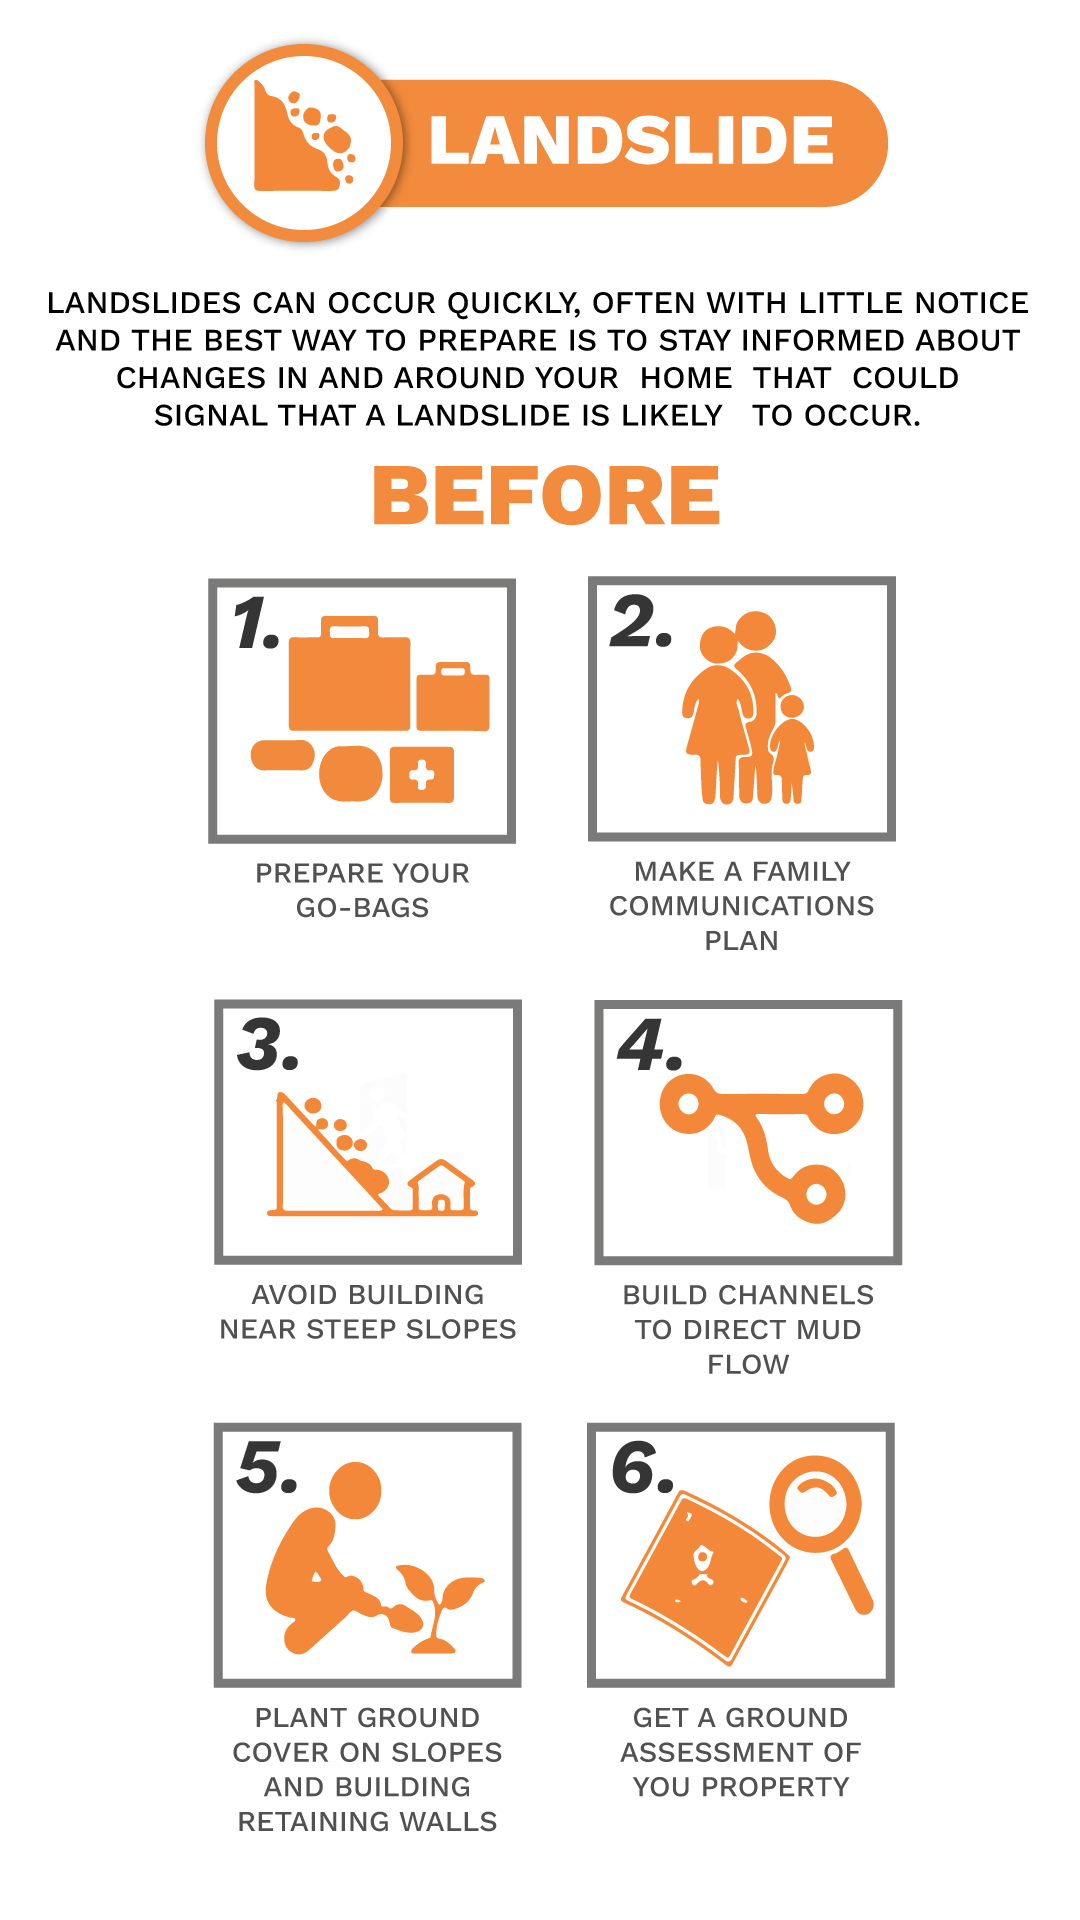 LANDSLIDE
LANDSLIDES CAN OCCUR QUICKLY, OFTEN WITH LITTLE NOTICE
AND THE BEST WAY TO PREPARE IS TO STAY INFORMED ABOUT
CHANGES IN AND AROUND YOUR HOME THAT COULD
SIGNAL THAT A LANDSLIDE IS LIKELY TO OCCUR.
BEFORE
1.
PREPARE YOUR
GO-BAGS
2.
MAKE A FAMILY
COMMUNICATIONS
PLAN
3.
AVOID BUILDING
NEAR STEEP SLOPES
4.
BUILD CHANNELS
TO DIRECT MUD
FLOW
5.
PLANT GROUND
COVER ON SLOPES
AND BUILDING
RETAINING WALLS
6.
GET A GROUND
ASSESSMENT OF
YOU PROPERTY